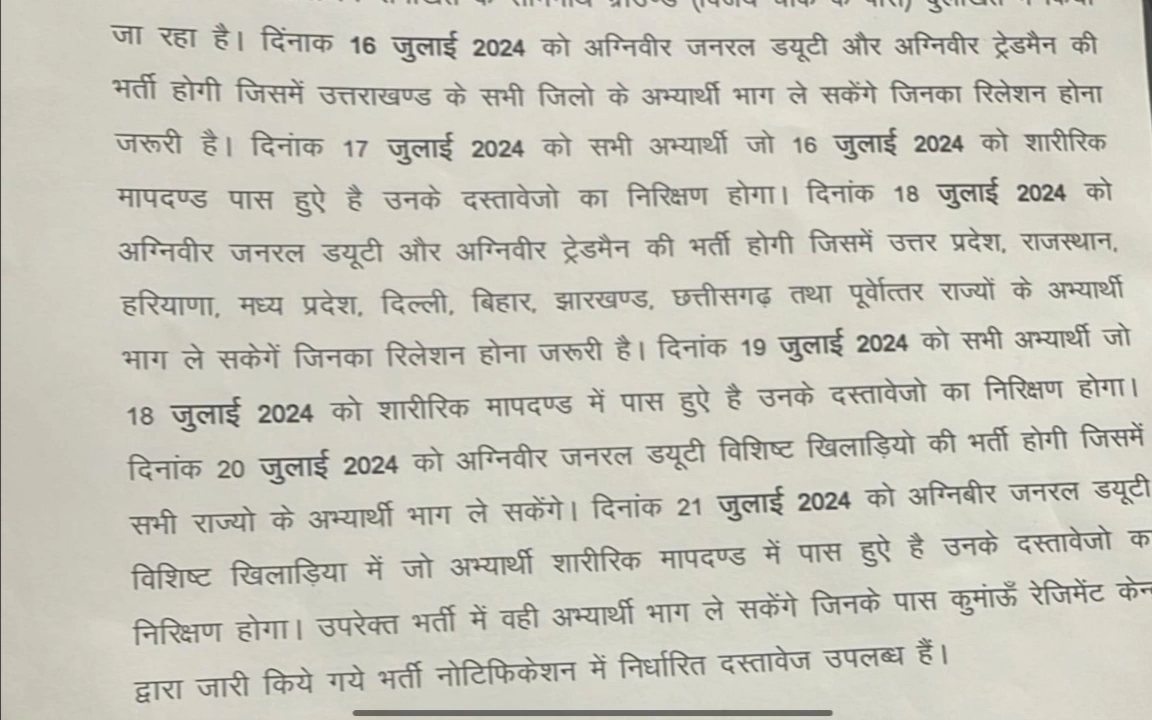 जा रहा है। दिंनाक 16 जुलाई 2024 को अग्निवीर जनरल डयूटी और अग्निवीर ट्रेडमैन की
भर्ती होगी जिसमें उत्तराखण्ड के सभी जिलो के अभ्यार्थी भाग ले सकेंगे जिनका रिलेशन होना
जरूरी है। दिनांक 17 जुलाई 2024 को सभी अभ्यार्थी जो 16 जुलाई 2024 को शारीरिक
मापदण्ड पास हुऐ है उनके दस्तावेजो का निरिक्षण होगा। दिनांक 18 जुलाई 2024 को
अग्निवीर जनरल डयूटी और अग्निवीर ट्रेडमैन की भर्ती होगी जिसमें उत्तर प्रदेश, राजस्थान,
हरियाणा, मध्य प्रदेश, दिल्ली, बिहार, झारखण्ड, छत्तीसगढ़ तथा पूर्वोत्तर राज्यों के अभ्यार्थी
भाग ले सकेगें जिनका रिलेशन होना जरूरी है। दिनांक 19 जुलाई 2024 को सभी अभ्यार्थी जो
18 जुलाई 2024 को शारीरिक मापदण्ड में पास हुऐ है उनके दस्तावेजो का निरिक्षण होगा।
दिनांक 20 जुलाई 2024 को अग्निवीर जनरल डयूटी विशिष्ट खिलाड़ियो की भर्ती होगी जिसमें
सभी राज्यो के अभ्यार्थी भाग ले सकेंगे। दिनांक 21 जुलाई 2024 को अग्निबीर जनरल डयूटी
विशिष्ट खिलाड़िया में जो अभ्यार्थी शारीरिक मापदण्ड में पास हुऐ है उनके दस्तावेजो क
निरिक्षण होगा। उपरेक्त भर्ती में वही अभ्यार्थी भाग ले सकेंगे जिनके पास कुमांऊँ रेजिमेंट
द्वारा जारी किये गये भर्ती नोटिफिकेशन में निर्धारित दस्तावेज उपलब्ध हैं।